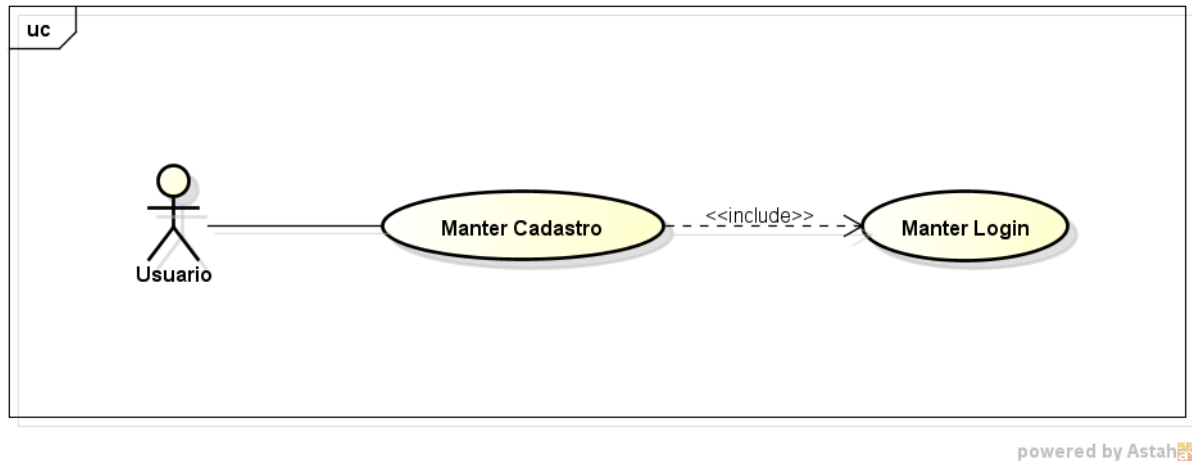 uc
<<include>>
Manter Cadastro
Manter Login
Usuario
powered by Astah